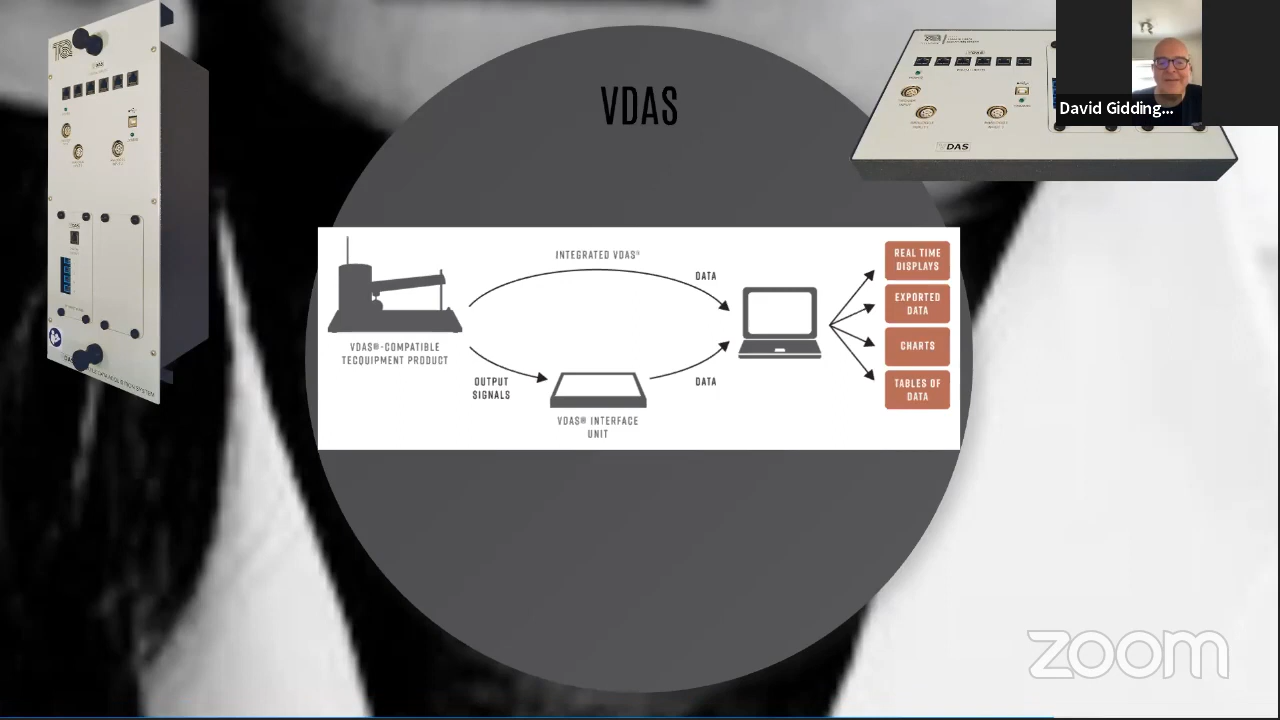 VDAS
David Gidding...
VDAS
INTEGRATED VDAS®
DATA
VDAS®-COMPATIBLE
TECQUIPMENT PRODUCT
OUTPUT
SIGNALS
DATA
VDAS® INTERFACE
UNIT
REAL TIME
DISPLAYS
EXPORTED
DATA
CHARTS
TABLES OF
DATA
zoom